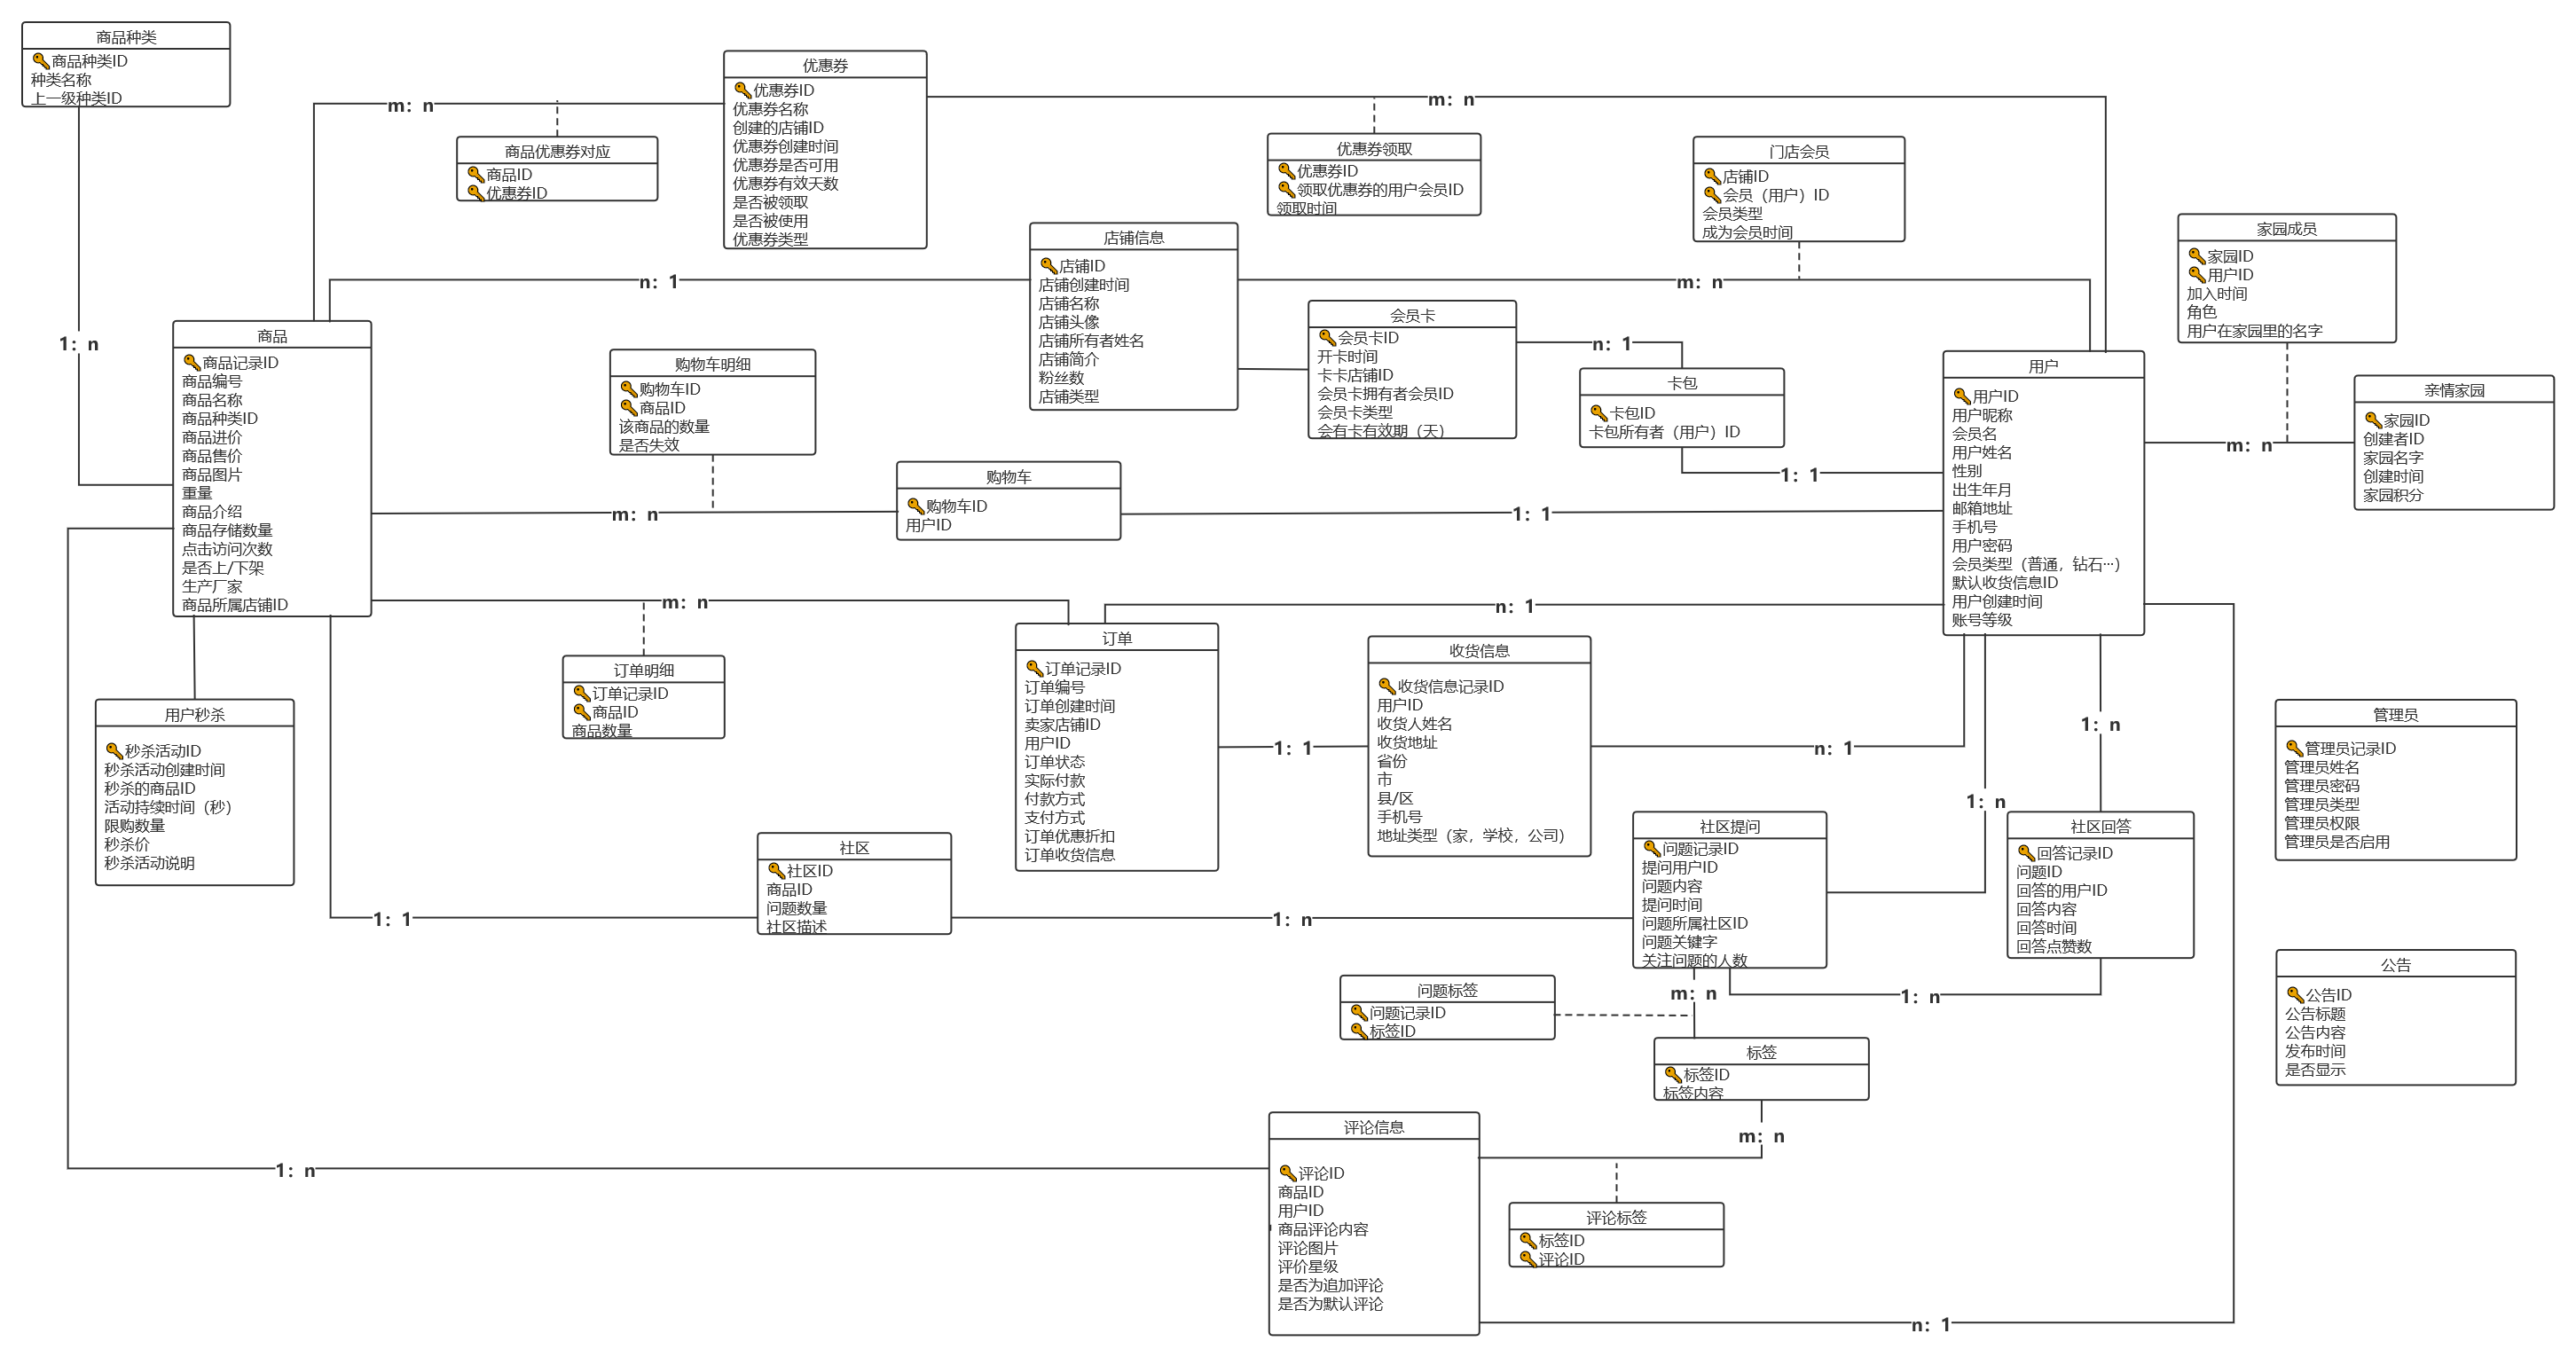 商品种类
商品种类ID
种类名称
上一级种类ID
1：n
m：n
商品优惠券对应
商品ID
优惠券ID
优惠券
优惠券ID
优惠券名称
创建的店铺ID
优惠券创建时间
优惠券是否可用
优惠券有效天数
是否被领取
是否被使用
优惠券类型
m：n
优惠券领取
优惠券ID
领取优惠券的用户会员ID
领取时间
门店会员
店铺ID
会员（用户）ID
会员类型
成为会员时间
m：n
家园成员
家园ID
用户ID
加入时间
角色
用户在家园里的名字
n：1
店铺信息
店铺ID
店铺创建时间
店铺名称
店铺头像
店铺所有者姓名
店铺简介
粉丝数
店铺类型
会员卡
会员卡ID
开卡时间
卡卡店铺ID
会员卡拥有者会员ID
会员卡类型
会有卡有效期（天）
n：1
卡包
卡包ID
卡包所有者（用户）ID
1：1
商品
商品记录ID
商品编号
商品名称
商品种类ID
商品进价
商品售价
商品图片
重量
商品介绍
商品存储数量
点击访问次数
是否上/下架
生产厂家
商品所属店铺ID
购物车明细
购物车ID
商品ID
该商品的数量
是否失效
m：n
购物车
购物车ID
用户ID
1：1
用户
用户ID
用户昵称
会员名
用户姓名
性别
出生年月
邮箱地址
手机号
用户密码
会员类型（普通，钻石···）
默认收货信息ID
用户创建时间
账号等级
m：n
亲情家园
家园ID
创建者ID
家园名字
创建时间
家园积分
m：n
订单明细
订单记录ID
商品ID
商品数量
n：1
订单
订单记录ID
订单编号
订单创建时间
卖家店铺ID
用户ID
订单状态
实际付款
付款方式
支付方式
订单优惠折扣
订单收货信息
1：1
收货信息
收货信息记录ID
用户ID
收货人姓名
收货地址
省份
市
县/区
手机号
地址类型（家，学校，公司）
n：1
1：n
1：n
用户秒杀
秒杀活动ID
秒杀活动创建时间
秒杀的商品ID
活动持续时间（秒）
限购数量
秒杀价
秒杀活动说明
管理员
管理员记录ID
管理员姓名
管理员密码
管理员类型
管理员权限
管理员是否启用
1：1
社区
社区ID
商品ID
问题数量
社区描述
1：n
社区提问
问题记录ID
提问用户ID
问题内容
提问时间
问题所属社区ID
问题关键字
关注问题的人数
社区回答
回答记录ID
问题ID
回答的用户ID
回答内容
回答时间
回答点赞数
1：n
m：n
问题标签
问题记录ID
标签ID
标签
标签ID
标签内容
公告
公告ID
公告标题
公告内容
发布时间
是否显示
m：n
1：n
评论信息
评论ID
商品ID
用户ID
商品评论内容
评论图片
评价星级
是否为追加评论
是否为默认评论
评论标签
标签ID
评论ID
n：1